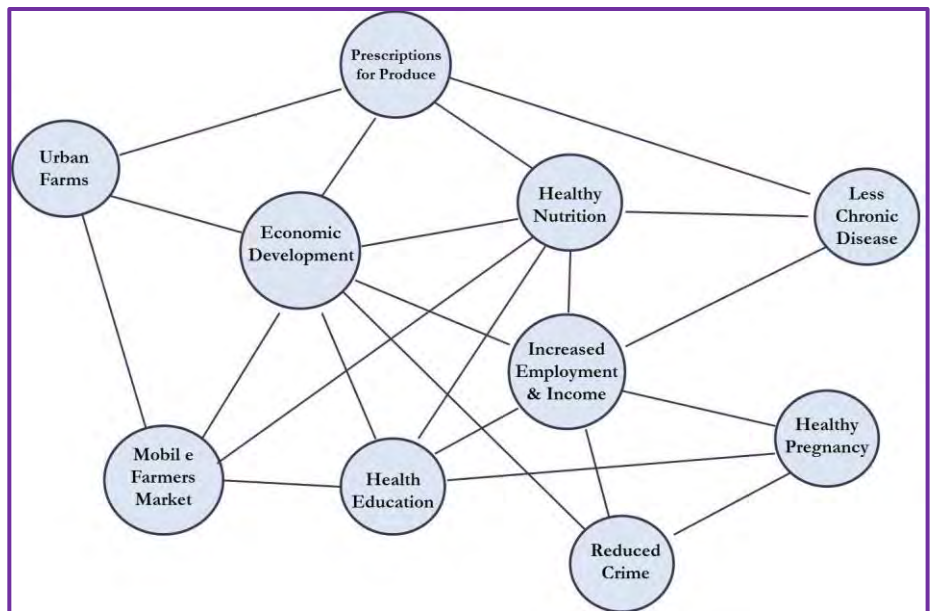 Prescriptions
for Produce
Urban
Farms
Healthy
Nutrition
Less
Chronic
Disease
Economic
Development
Increased
Employment
& Income
Healthy
Pregnancy
Mobil e
Farmers
Market
Health
Education
Reduced
Crime